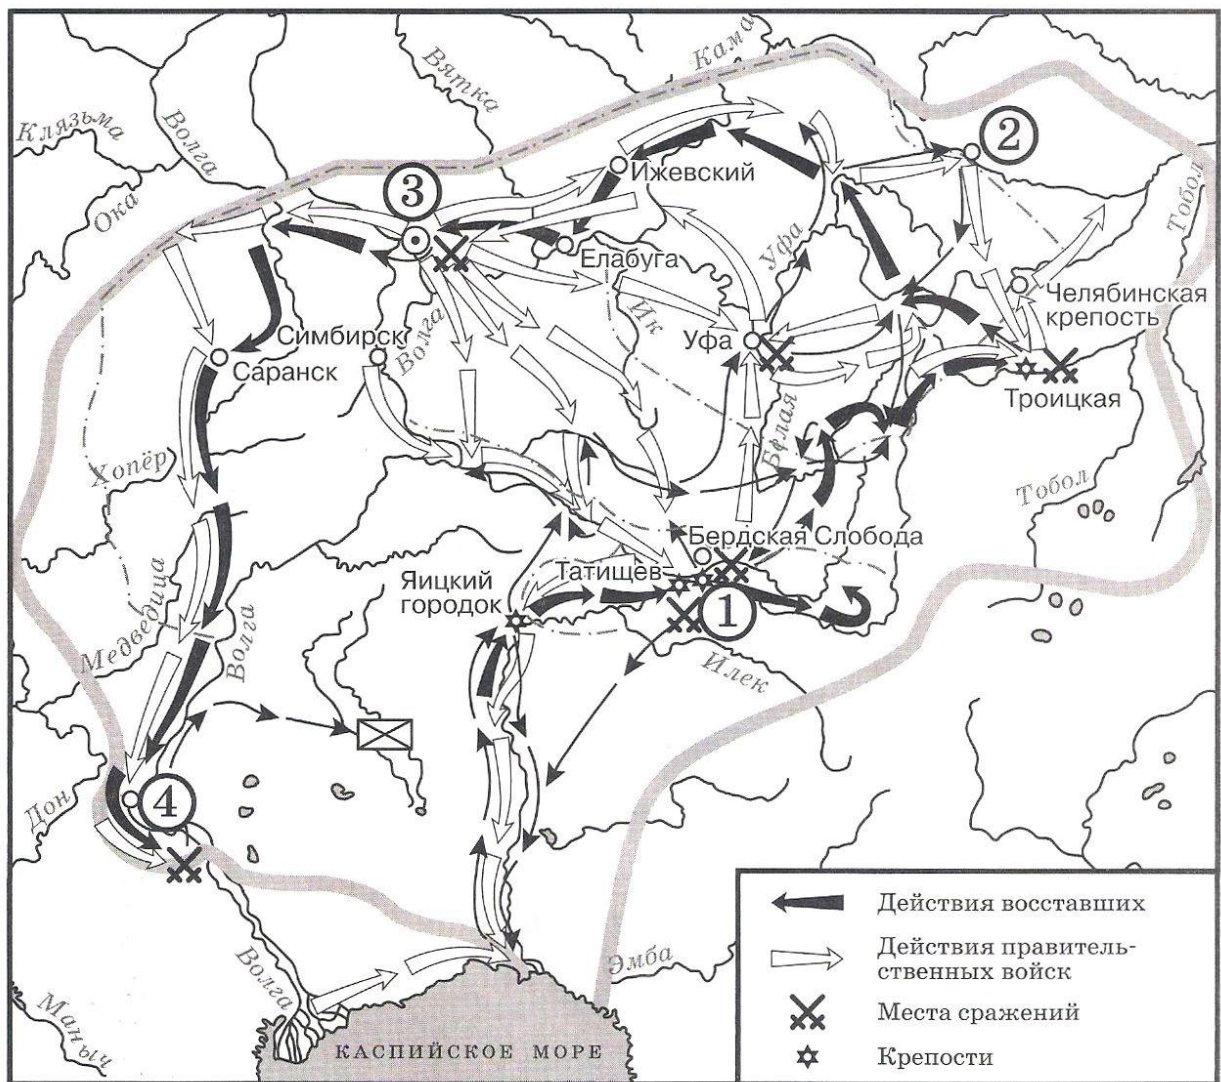 Кама
Вятка
Клязьма
Волга
2
Ока
3
Ижевский
Тобол
Елабуга
Уфа
Ик
Челябинская
крепость
Симбирск
Волга
Саранск
Уфа
Троицкая
Белая
Хопёр
Тобол
Бердская Слобода
Татищев
Яицкий
городок
1
Медведица
Волга
Илек
Дон
4
Действия восставших
Действия правитель-
ственных войск
Волга
Эмба
Маныч
Места сражений
КАСПИЙСКОЕ МОРЕ
Крепости